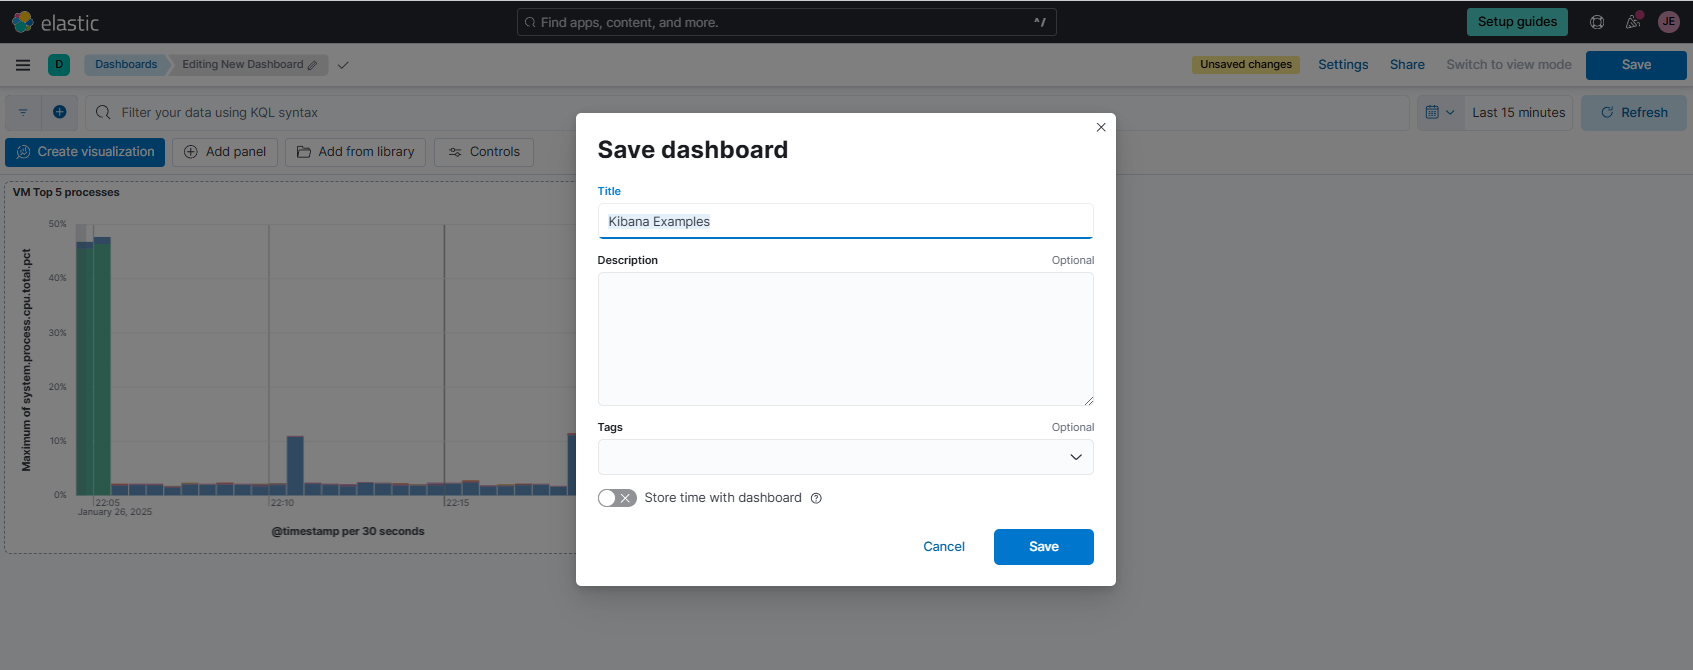 elastic
Find apps, content, and more.
^/
Setup guides
JE
D
Dashboards
Editing New Dashboard
Unsaved changes
Settings
Share
Switch to view mode
Save
Filter your data using KQL syntax
Last 15 minutes
Refresh
Create visualization
Add panel
Add from library
Controls
VM Top 5 processes
Maximum of system.process.cpu.total.pct
50%
40%
30%
20%
10%
0%
22:05
22:10
22:15
January 26, 2025
@timestamp per 30 seconds
Save dashboard
Title
Kibana Examples
Description
Optional
Tags
Optional
Store time with dashboard
Cancel
Save